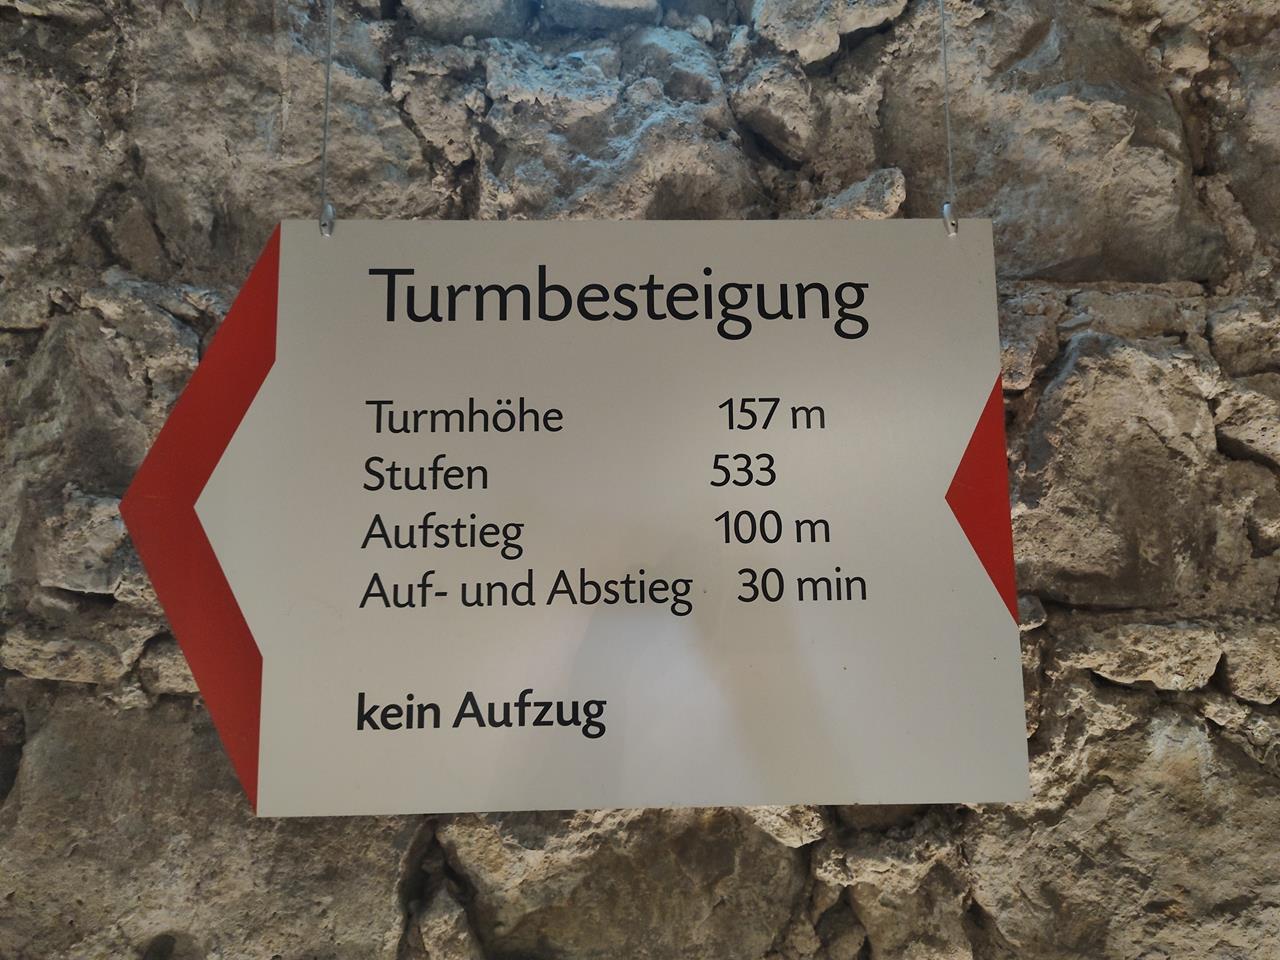 Turmbesteigung
Turmhöhe 157 m
Stufen 533
Aufstieg 100 m
Auf- und Abstieg 30 min
kein Aufzug